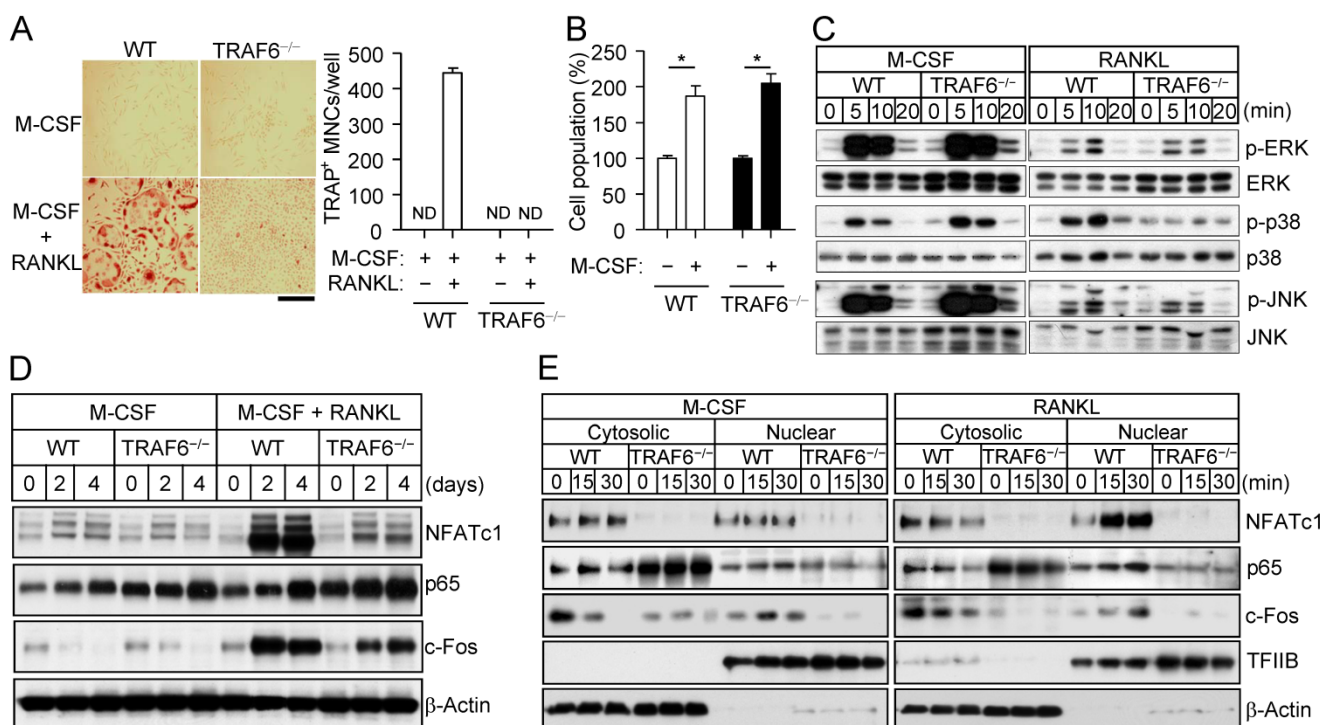 A
WT TRAF6–/–
M-CSF
M-CSF
+
RANKL
TRAP+ MNCs/well
500
400
300
200
100
0
ND ND ND
M-CSF: + + + +
RANKL: – + – +
WT TRAF6–/–
B
Cell population (%)
250
200
150
100
50
0
* *
M-CSF: – + – +
WT TRAF6–/–
C
M-CSF RANKL
WT TRAF6–/– WT TRAF6–/–
0 5 10 20 0 5 10 20 0 5 10 20 0 5 10 20 (min)
p-ERK
ERK
p-p38
p38
p-JNK
JNK
D
M-CSF M-CSF + RANKL
WT TRAF6–/– WT TRAF6–/–
0 2 4 0 2 4 0 2 4 0 2 4 (days)
NFATc1
p65
c-Fos
β-Actin
E
M-CSF RANKL
Cytosolic Nuclear Cytosolic Nuclear
WT TRAF6–/– WT TRAF6–/– WT TRAF6–/– WT TRAF6–/–
0 15 30 0 15 30 0 15 30 0 15 30 0 15 30 0 15 30 0 15 30 0 15 30 (min)
NFATc1
p65
c-Fos
TFIIB
β-Actin